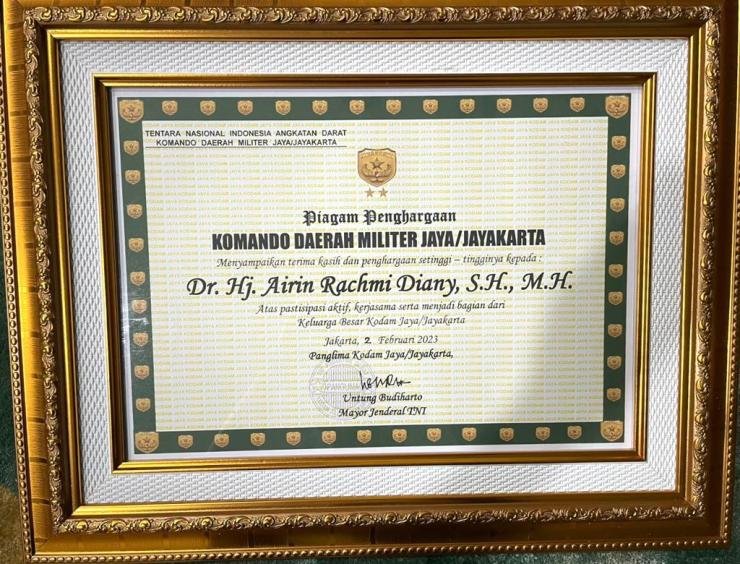 TENTARA NASIONAL INDONESIA ANGKATAN DARAT
KOMANDO DAERAH MILITER JAYA/JAYAKARTA
Piagam Penghargaan
KOMANDO DAERAH MILITER JAYA/JAYAKARTA
Menyampaikan terima kasih dan penghargaan setinggi – tingginya kepada :
Dr. Hj. Airin Rachmi Diany, S.H., M.H.
Atas pastisipasi aktif, kerjasama serta menjadi bagian dari
Keluarga Besar Kodam Jaya/Jayakarta
Jakarta, 2 Februari 2023
Panglima Kodam Jaya/Jayakarta,
Untung Budiharto
Mayor Jenderal TNI